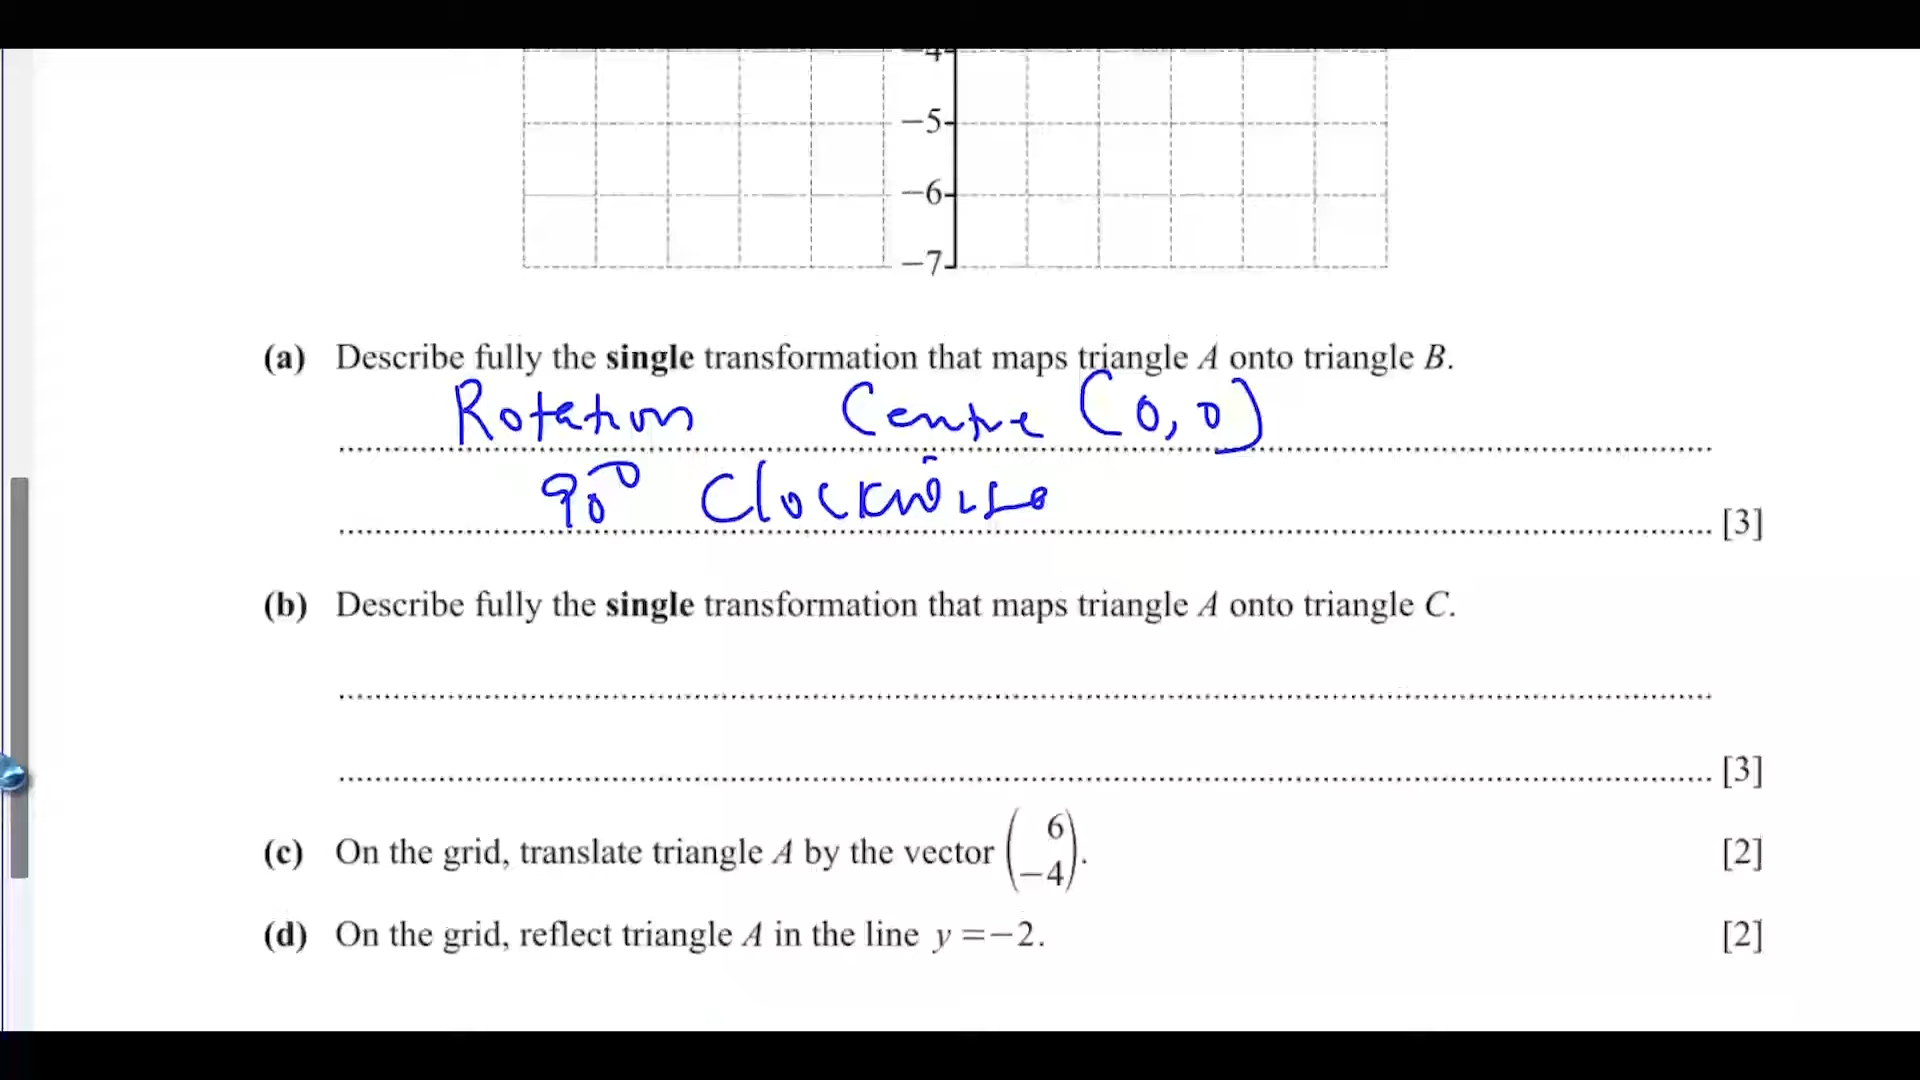 −4
−5
−6
−7
(a) Describe fully the single transformation that maps triangle A onto triangle B.
Rotation Centre (0,0)
90° Clockwise
[3]
(b) Describe fully the single transformation that maps triangle A onto triangle C.
[3]
(c) On the grid, translate triangle A by the vector (6 −4). [2]
(d) On the grid, reflect triangle A in the line y =−2. [2]